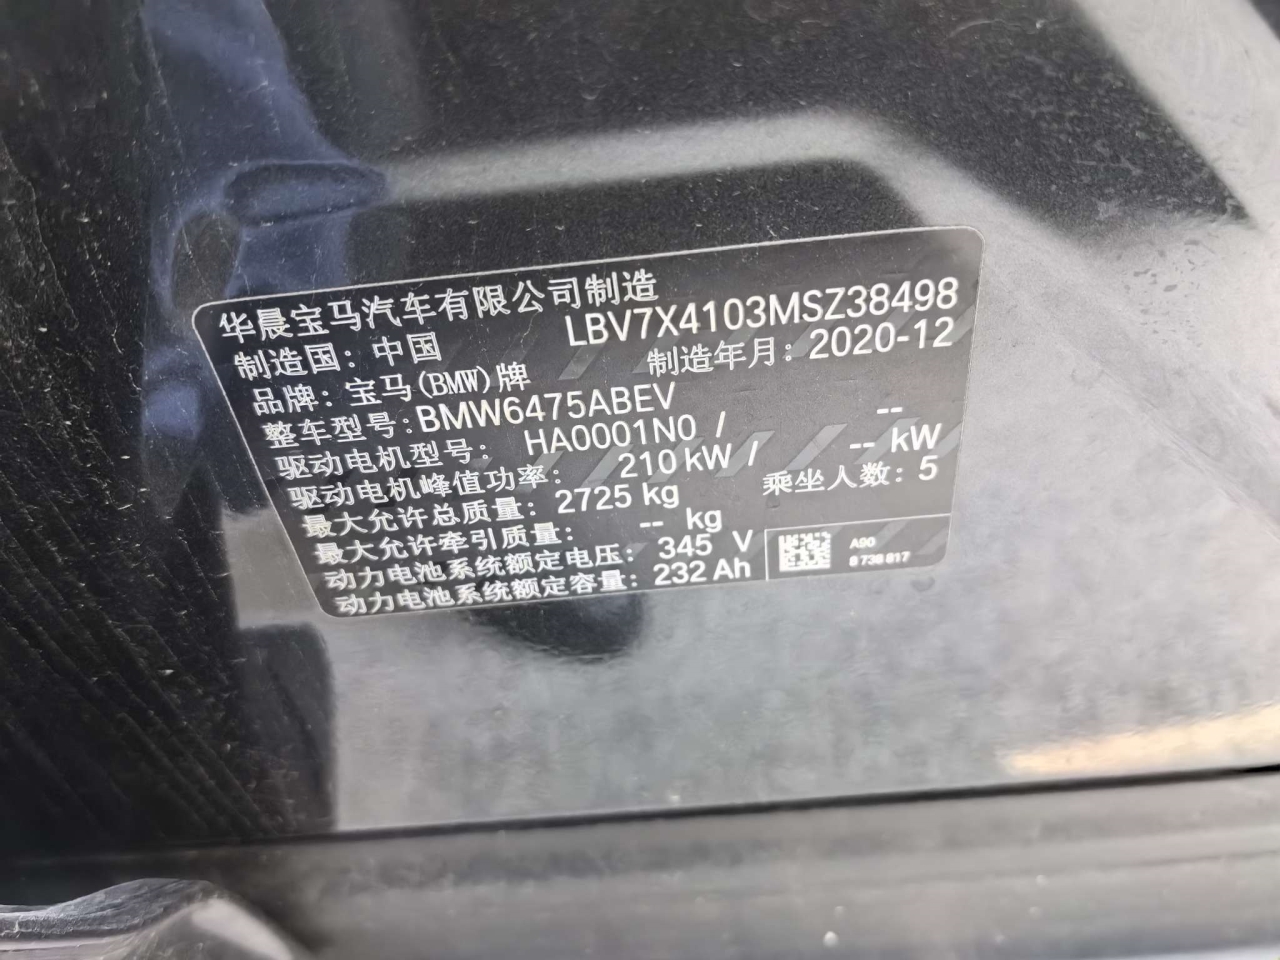 华晨宝马汽车有限公司制造
制造国：中国 LBV7X4103MSZ38498
品牌：宝马(BMW)牌 制造年月：2020-12
整车型号：BMW6475ABEV
驱动电机型号： HA0001N0 / --
驱动电机峰值功率： 210 kW / -- kW
最大允许总质量：2725 kg 乘坐人数：5
最大允许牵引质量： -- kg
动力电池系统额定电压： 345 V
动力电池系统额定容量：232 Ah
A90
8 738 817